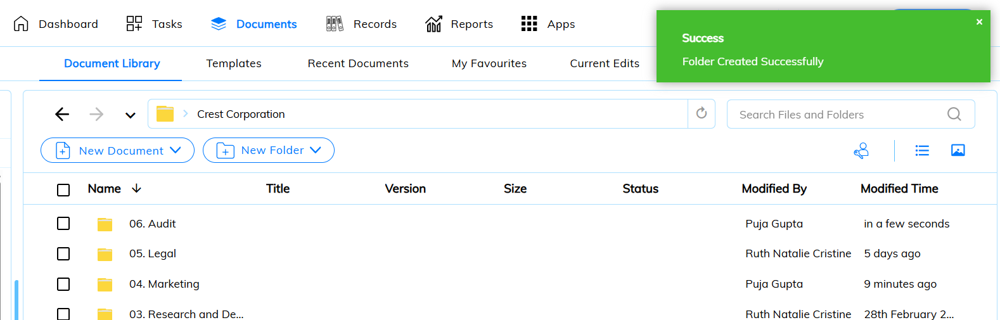 Dashboard Tasks Documents Records Reports Apps
Success
Folder Created Successfully
Document Library Templates Recent Documents My Favourites Current Edits
Crest Corporation
Search Files and Folders
New Document New Folder
Name Title Version Size Status Modified By Modified Time
06. Audit Puja Gupta in a few seconds
05. Legal Ruth Natalie Cristine 5 days ago
04. Marketing Puja Gupta 9 minutes ago
03. Research and De... Ruth Natalie Cristine 28th February 2...